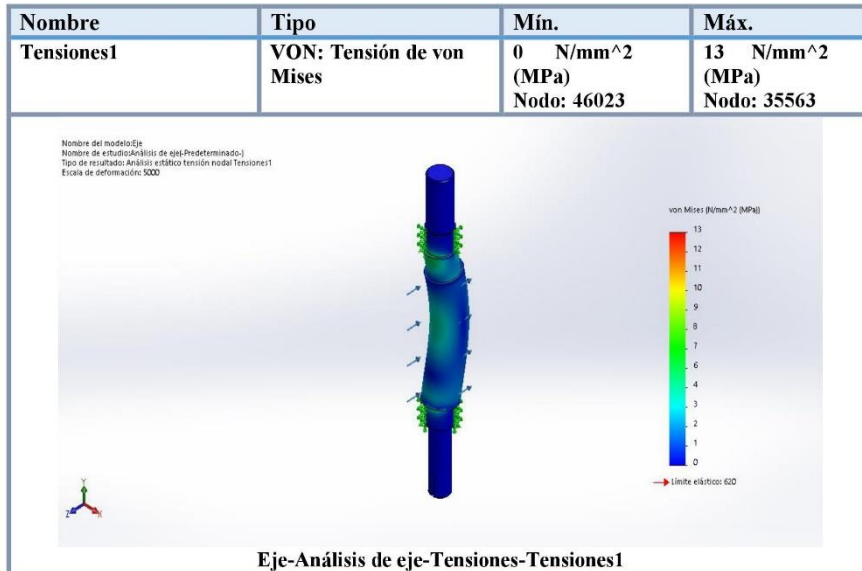 Nombre Tipo Mín. Máx.
Tensiones1 VON: Tensión de von 0 N/mm^2 13 N/mm^2
Mises (MPa) (MPa)
Nodo: 46023 Nodo: 35563
Nombre del modelo:Eje
Nombre de estudio:Análisis de eje(-Predeterminado-)
Tipo de resultado: Análisis estático tensión nodal Tensiones1
Escala de deformación: 5000
von Mises (N/mm^2 (MPa))
13
12
11
10
9
8
7
6
5
4
3
2
1
0
Límite elástico: 620
Y
Z X
Eje-Análisis de eje-Tensiones-Tensiones1